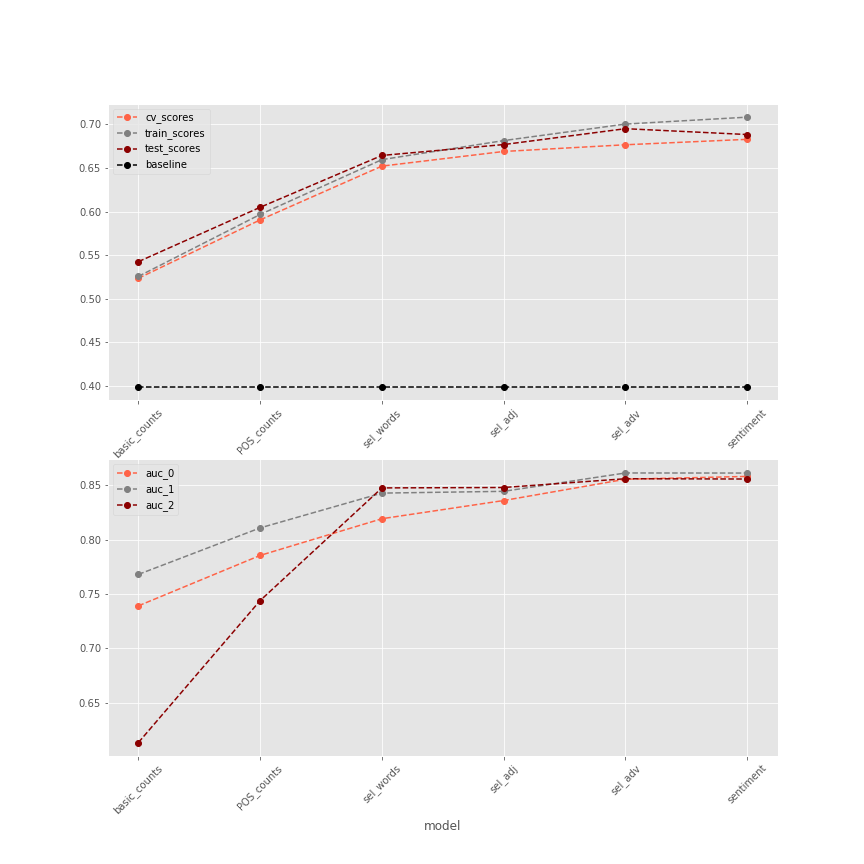 cv_scores
train_scores
test_scores
baseline
0.70
0.65
0.60
0.55
0.50
0.45
0.40
basic_counts
POS_counts
sel_words
sel_adj
sel_adv
sentiment
auc_0
auc_1
auc_2
0.85
0.80
0.75
0.70
0.65
basic_counts
POS_counts
sel_words
sel_adj
sel_adv
sentiment
model